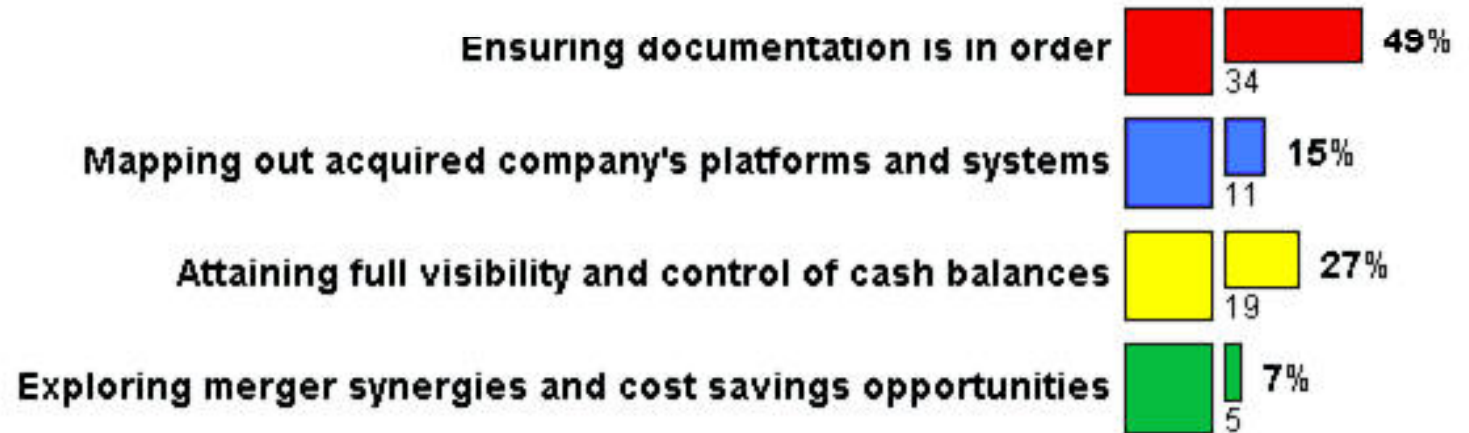 Ensuring documentation is in order 49%
34
Mapping out acquired company's platforms and systems 15%
11
Attaining full visibility and control of cash balances 27%
19
Exploring merger synergies and cost savings opportunities 7%
5